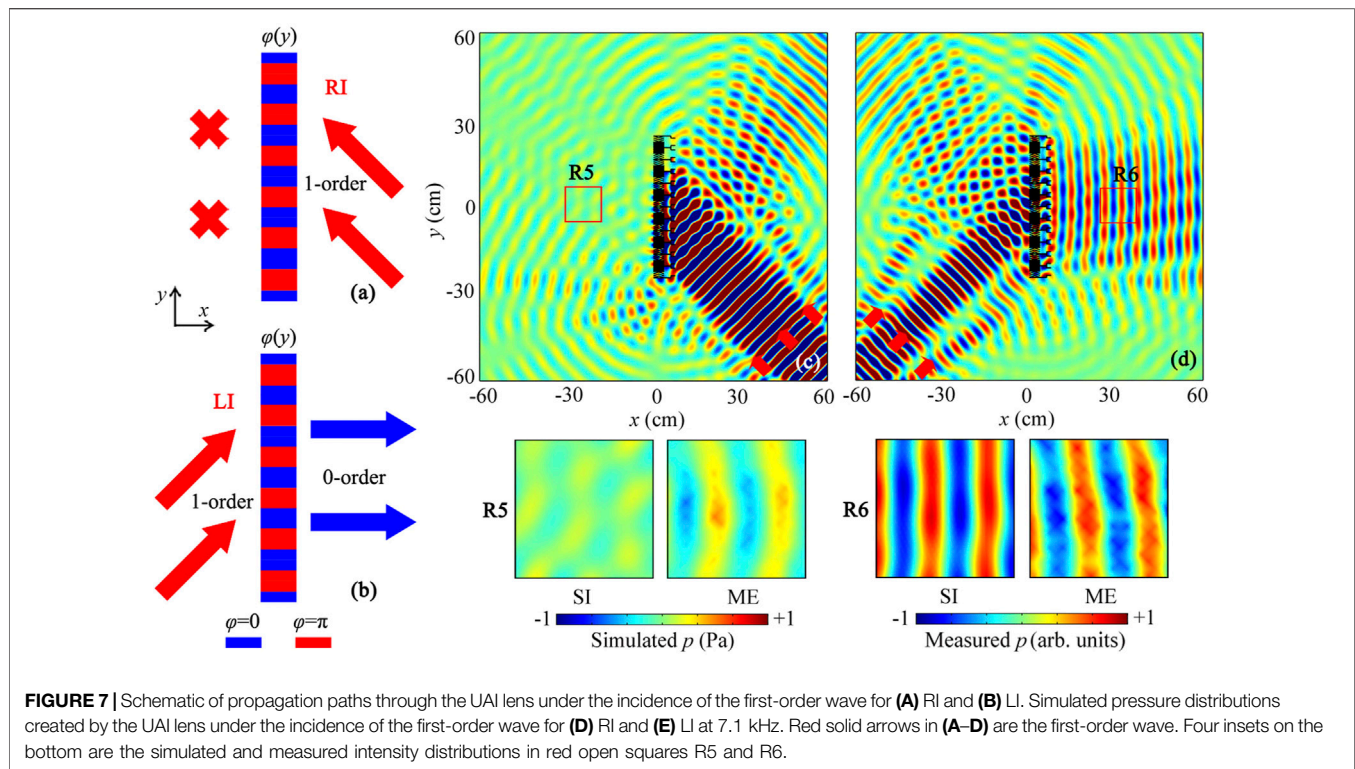 φ(y)
RI
1-order
(a)
y
x
φ(y)
LI
1-order
0-order
(b)
φ=0
φ=π
60
30
0
-30
-60
y (cm)
R5
(c)
-60
-30
0
30
60
x (cm)
R6
(d)
-60
-30
0
30
60
x (cm)
R5
SI
ME
-1
+1
Simulated p (Pa)
R6
SI
ME
-1
+1
Measured p (arb. units)
FIGURE 7 | Schematic of propagation paths through the UAI lens under the incidence of the first-order wave for (A) RI and (B) LI. Simulated pressure distributions
created by the UAI lens under the incidence of the first-order wave for (D) RI and (E) LI at 7.1 kHz. Red solid arrows in (A–D) are the first-order wave. Four insets on the
bottom are the simulated and measured intensity distributions in red open squares R5 and R6.